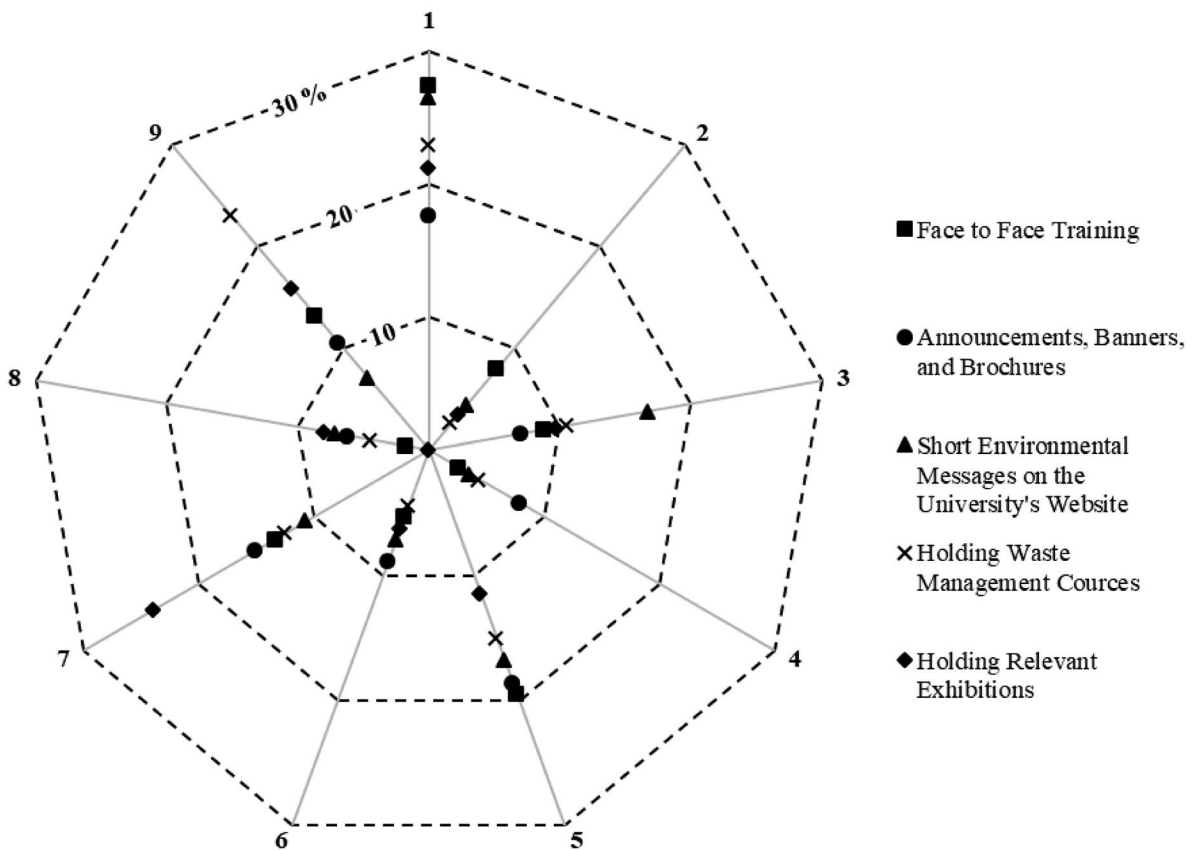 1
2
3
4
5
6
7
8
9
30 %
20
10
Face to Face Training
Announcements, Banners,
and Brochures
Short Environmental
Messages on the
University's Website
Holding Waste
Management Cources
Holding Relevant
Exhibitions